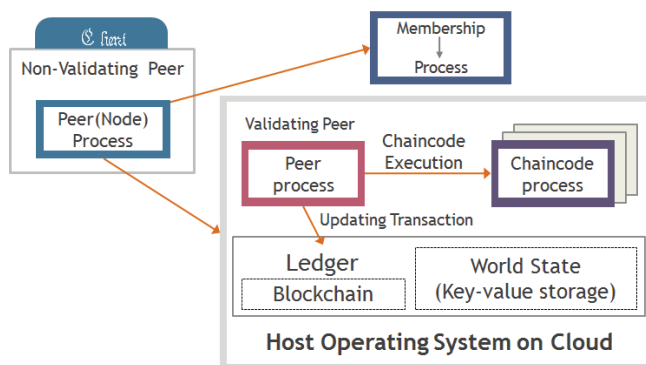 Non-Validating Peer
Peer(Node)
Process
Membership
Process
Validating Peer
Peer
process
Chaincode
Execution
Chaincode
process
Updating Transaction
Ledger
Blockchain
World State
(Key-value storage)
Host Operating System on Cloud